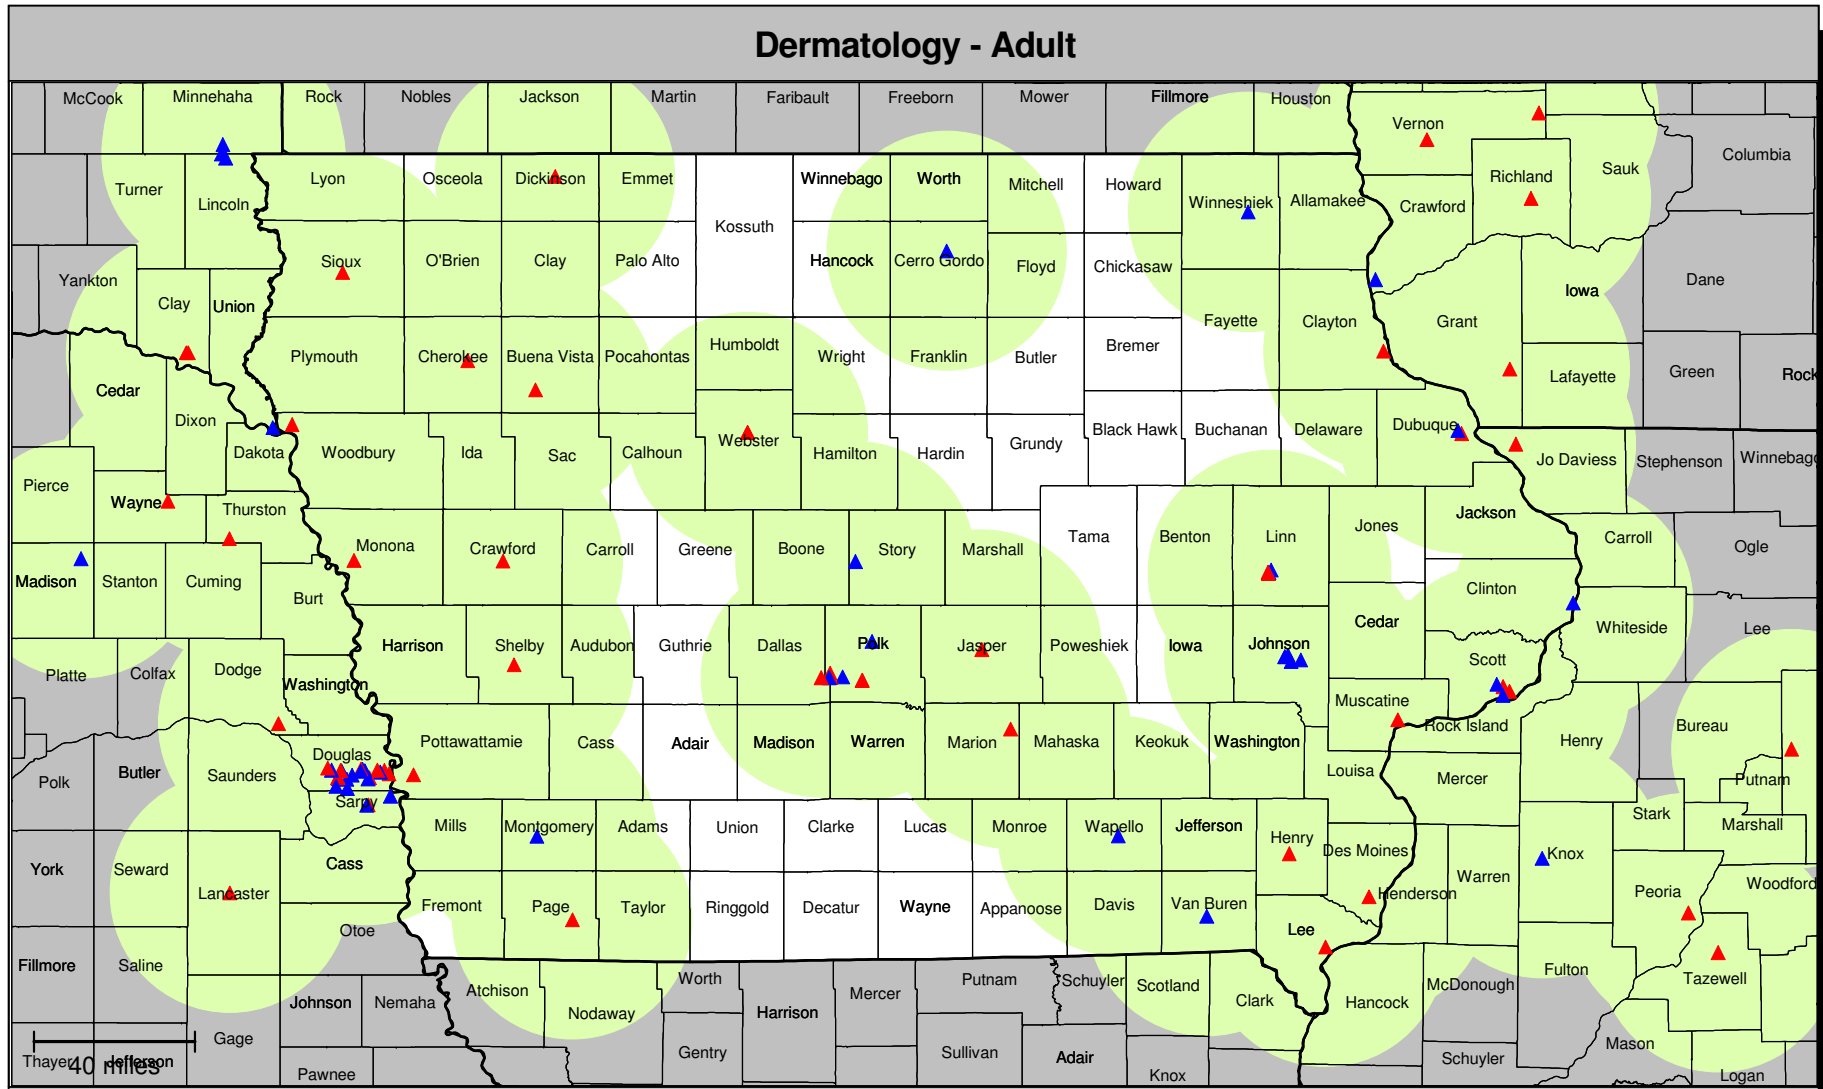 Dermatology - Adult
McCook Minnehaha Rock Nobles Jackson Martin Faribault Freeborn Mower Fillmore Houston
Vernon
Columbia
Sauk
Richland
Turner Lincoln Lyon Osceola Dickinson Emmet Winnebago Worth Mitchell Howard Winneshiek Allamakee Crawford
Kossuth
Sioux O'Brien Clay Palo Alto Hancock Cerro Gordo Floyd Chickasaw
Yankton Clay Union Dane
Iowa
Fayette Clayton Grant
Plymouth Cherokee Buena Vista Pocahontas Humboldt Wright Franklin Butler Bremer
Lafayette Green Rock
Cedar
Dixon
Dakota Woodbury Ida Sac Calhoun Webster Hamilton Hardin Grundy Black Hawk Buchanan Delaware Dubuque
Jo Daviess Stephenson Winnebago
Pierce Wayne Thurston
Jackson
Monona Crawford Carroll Greene Boone Story Marshall Tama Benton Linn Jones
Carroll Ogle
Madison Stanton Cuming Burt
Clinton
Cedar
Whiteside Lee
Harrison Shelby Audubon Guthrie Dallas Polk Jasper Poweshiek Iowa Johnson
Scott
Platte Colfax Dodge Washington
Muscatine
Rock Island
Bureau
Henry
Pottawattamie Cass Adair Madison Warren Marion Mahaska Keokuk Washington
Louisa
Mercer
Putnam
Polk Butler Saunders Douglas
Sarpy
Stark
Marshall
Mills Montgomery Adams Union Clarke Lucas Monroe Wapello Jefferson Henry
Des Moines
Knox
York Seward Cass
Lancaster
Henderson
Warren
Peoria
Woodford
Fremont Page Taylor Ringgold Decatur Wayne Appanoose Davis Van Buren
Lee
Otoe
Fillmore Saline
Johnson Nemaha Atchison Nodaway Worth Harrison Mercer Putnam Schuyler Scotland Clark Hancock McDonough Fulton Tazewell
Gage
Gentry Sullivan Adair Schuyler Mason
Thayer Jefferson
40 miles
Pawnee Knox Logan